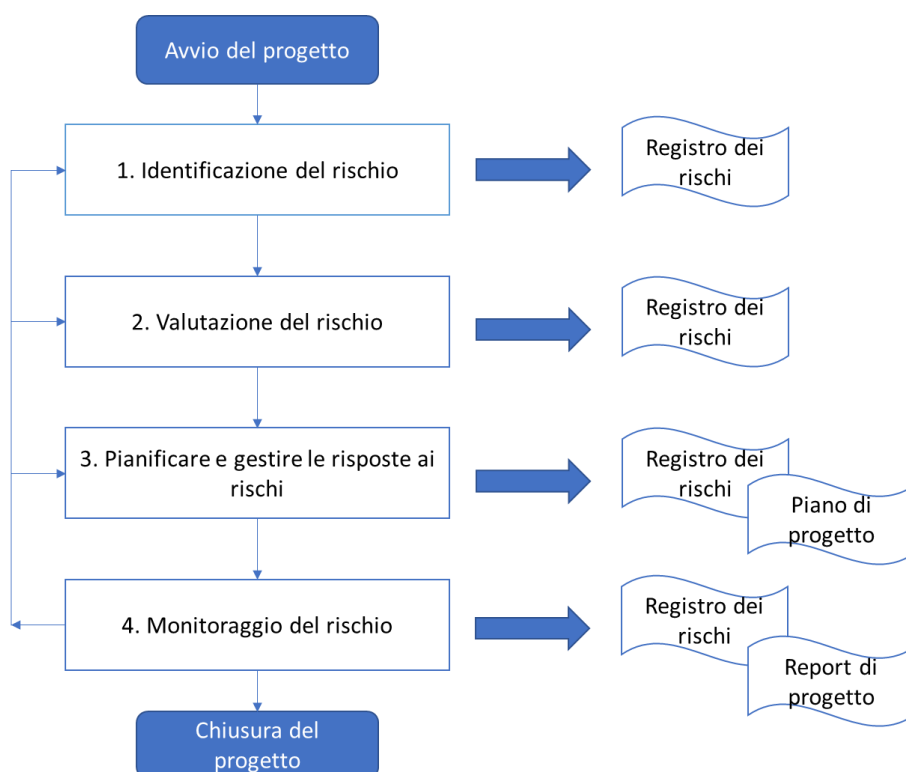 Avvio del progetto
1. Identificazione del rischio
Registro dei
rischi
2. Valutazione del rischio
Registro dei
rischi
3. Pianificare e gestire le risposte ai
rischi
Registro dei
rischi
Piano di
progetto
4. Monitoraggio del rischio
Registro dei
rischi
Report di
progetto
Chiusura del
progetto